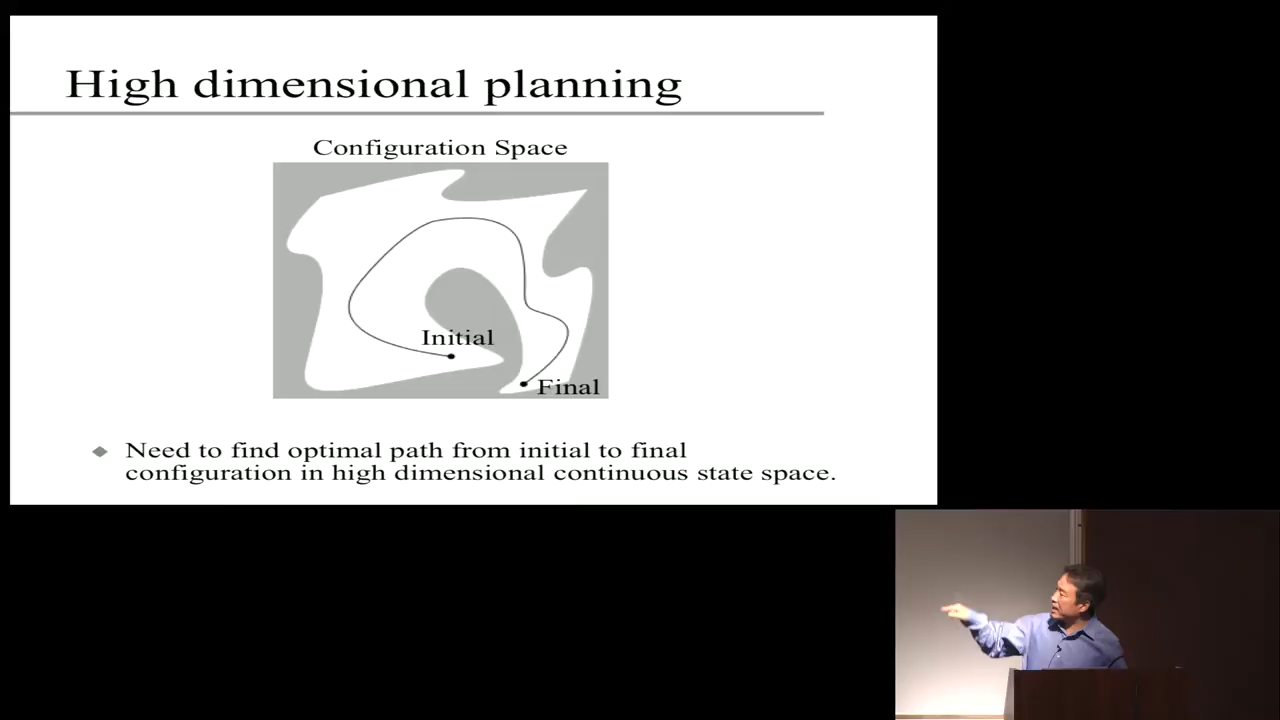 High dimensional planning
Configuration Space
Initial
Final
Need to find optimal path from initial to final
configuration in high dimensional continuous state space.